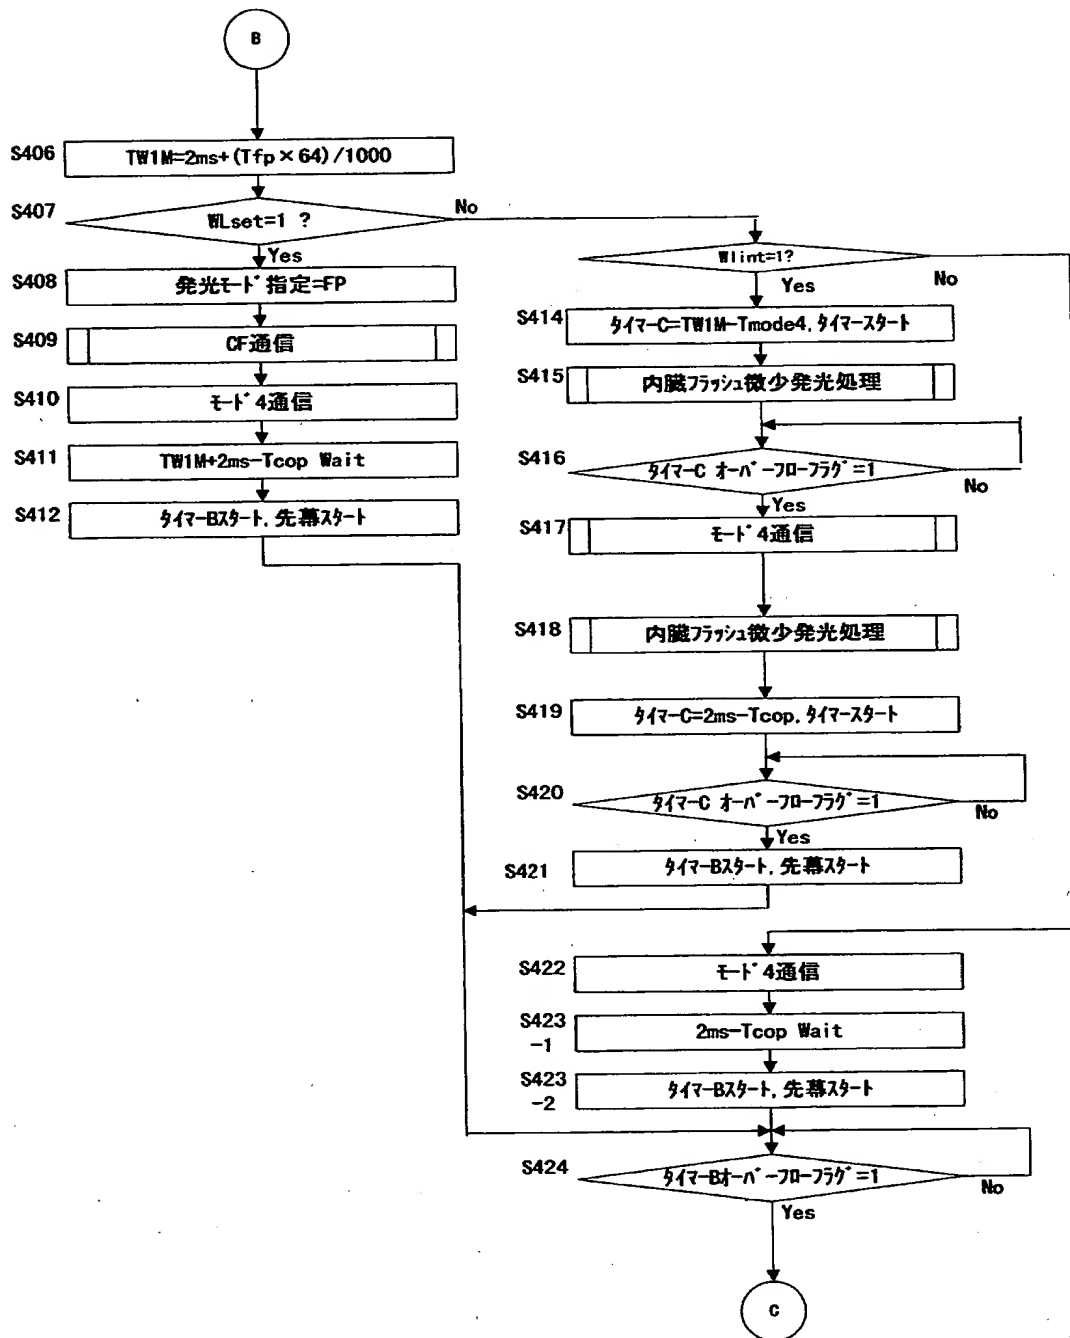 B
S406
TW1M=2ms+(Tfp×64)/1000
S407
WLset=1 ?
No
Yes
S408
発光モード指定=FP
S409
CF通信
S410
モード4通信
S411
TW1M+2ms-Tcop Wait
S412
タイマーBスタート, 先幕スタート
Wlint=1?
No
Yes
S414
タイマーC=TW1M-Tmode4, タイマースタート
S415
内臓フラッシュ微少発光処理
S416
タイマーC オーバーフローフラグ=1
No
Yes
S417
モード4通信
S418
内臓フラッシュ微少発光処理
S419
タイマーC=2ms-Tcop, タイマースタート
S420
タイマーC オーバーフローフラグ=1
No
Yes
S421
タイマーBスタート, 先幕スタート
S422
モード4通信
S423
-1
2ms-Tcop Wait
S423
-2
タイマーBスタート, 先幕スタート
S424
タイマーBオーバーフローフラグ=1
No
Yes
C